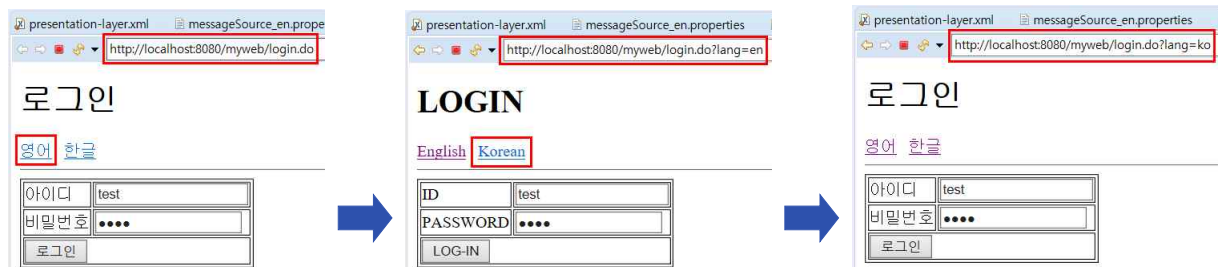 presentation-layer.xml messageSource_en.prope
http://localhost:8080/myweb/login.do
로그인
영어 한글
아이디 test
비밀번호 ••••
로그인
presentation-layer.xml messageSource_en.properties
http://localhost:8080/myweb/login.do?lang=en
LOGIN
English Korean
ID test
PASSWORD ••••
LOG-IN
presentation-layer.xml messageSource_en.properties
http://localhost:8080/myweb/login.do?lang=ko
로그인
영어 한글
아이디 test
비밀번호 ••••
로그인